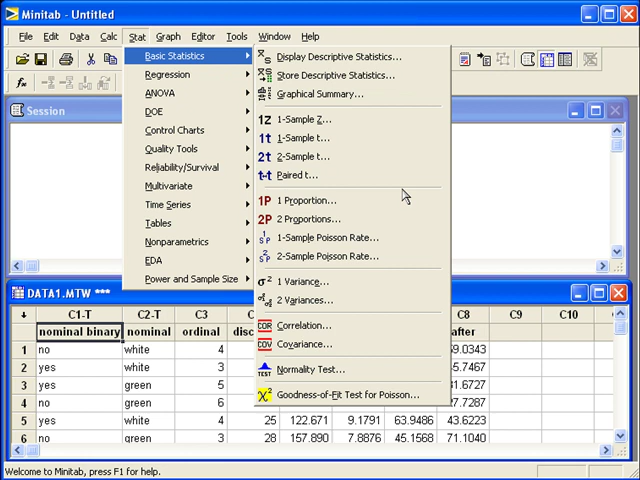 Minitab - Untitled
File Edit Data Calc Stat Graph Editor Tools Window Help
Basic Statistics
Regression
ANOVA
DOE
Control Charts
Quality Tools
Reliability/Survival
Multivariate
Time Series
Tables
Nonparametrics
EDA
Power and Sample Size
Display Descriptive Statistics...
Store Descriptive Statistics...
Graphical Summary...
1Z 1-Sample Z...
1t 1-Sample t...
2t 2-Sample t...
t-t Paired t...
1P 1 Proportion...
2P 2 Proportions...
1-Sample Poisson Rate...
2-Sample Poisson Rate...
σ² 1 Variance...
2 Variances...
COR Correlation...
COV Covariance...
TEST Normality Test...
χ² Goodness-of-Fit Test for Poisson...
Session
DATA1.MTW ***
C1-T C2-T C3 C8 C9 C10
nominal binary nominal ordinal after
1 no white 4
2 yes white 3
3 yes green 5
4 no green 6
5 yes white 4 25 122.671 9.1791 63.9486 43.6223
6 no green 3 28 157.890 7.8876 45.1568 71.1040
Welcome to Minitab, press F1 for help.